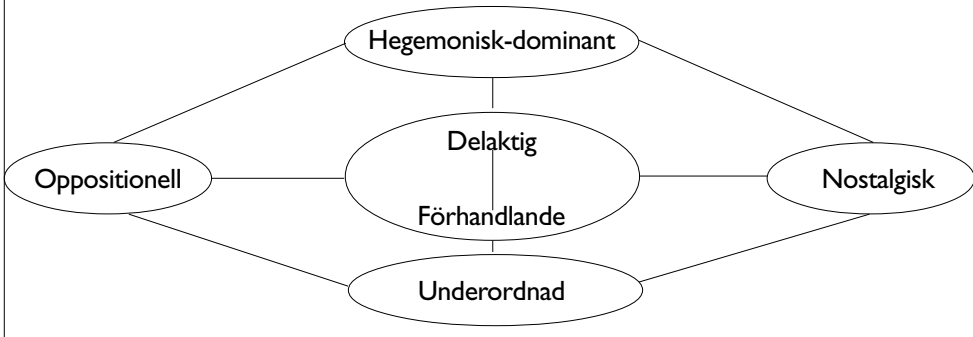 Hegemonisk-dominant
Delaktig
Oppositionell
Nostalgisk
Förhandlande
Underordnad